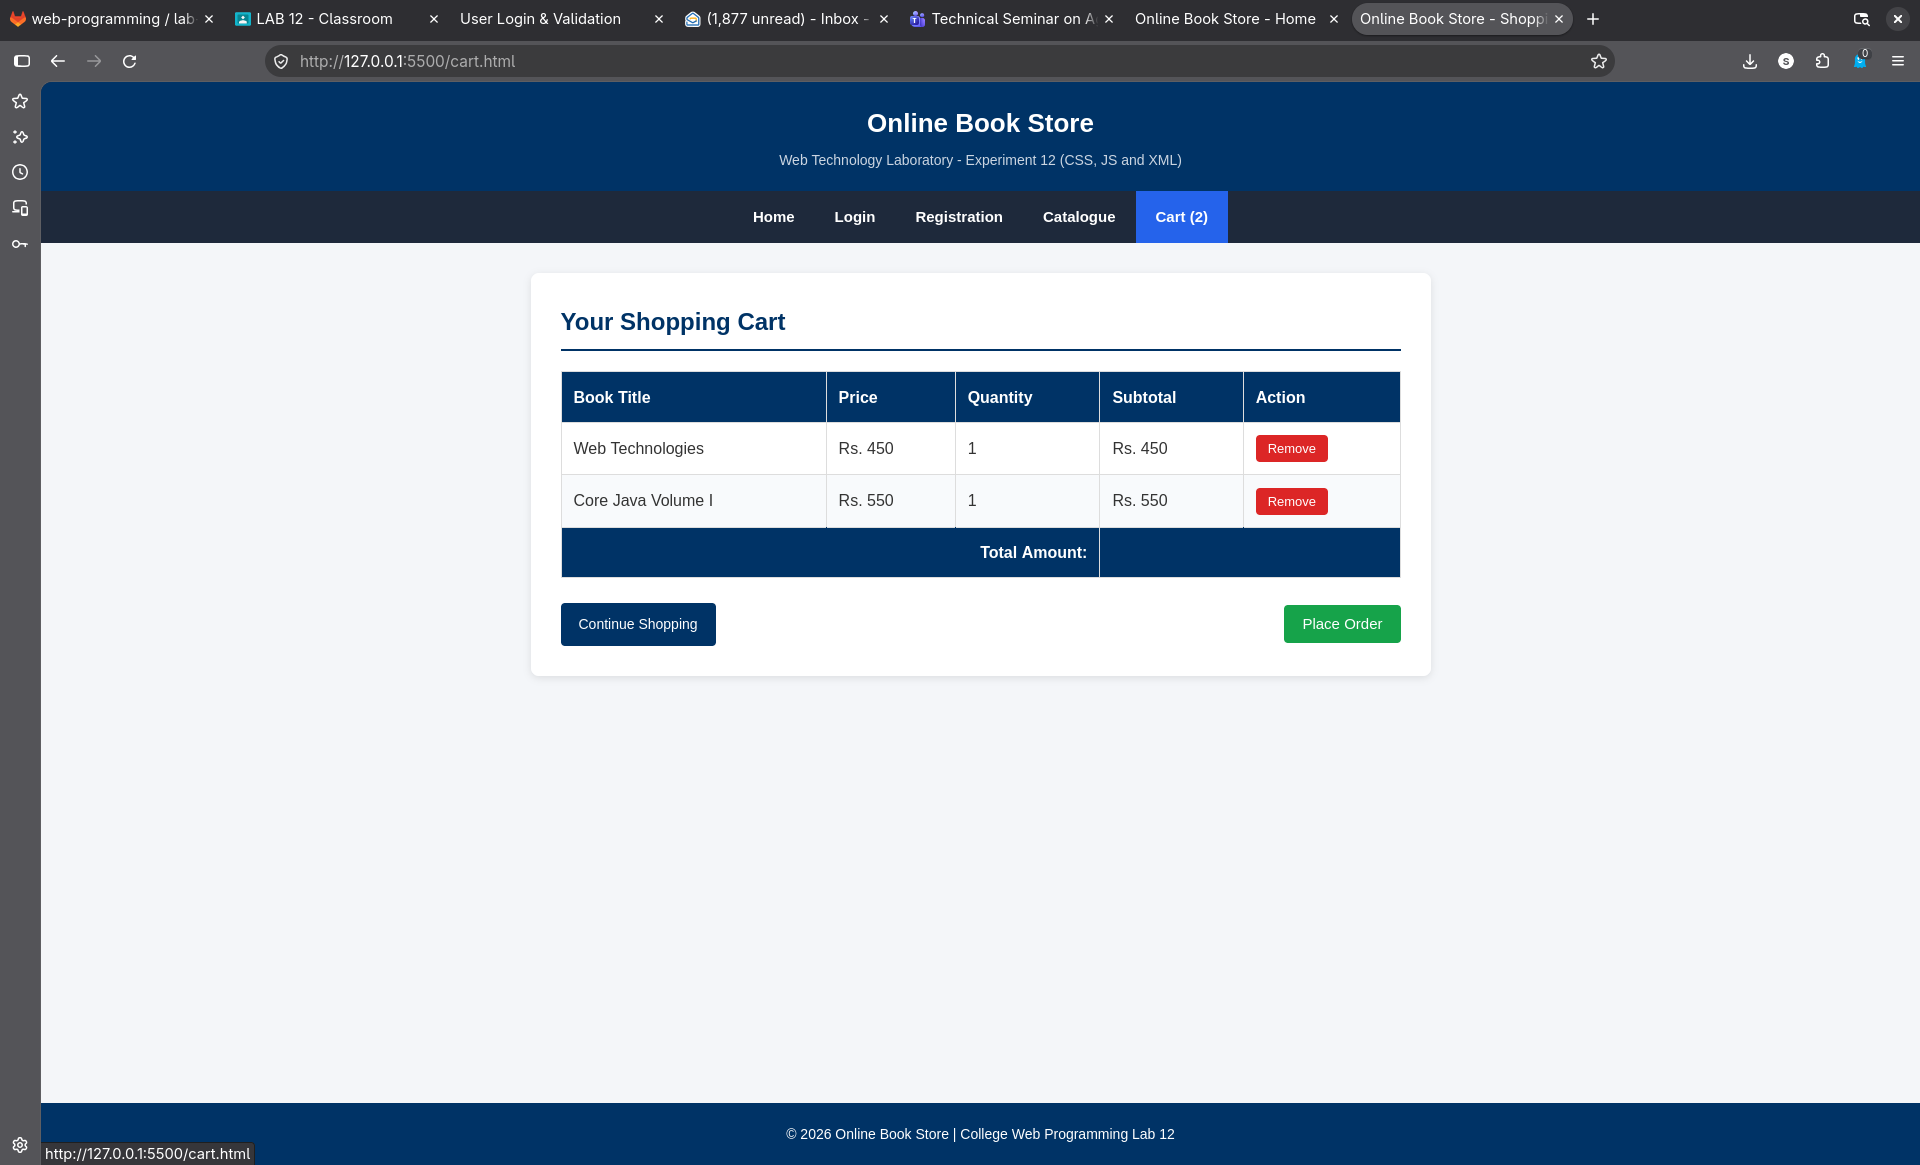 web-programming / lab
LAB 12 - Classroom
User Login & Validation
(1,877 unread) - Inbox -
Technical Seminar on A
Online Book Store - Home
Online Book Store - Shoppi
http://127.0.0.1:5500/cart.html
S
0
Online Book Store
Web Technology Laboratory - Experiment 12 (CSS, JS and XML)
Home Login Registration Catalogue Cart (2)
Your Shopping Cart
Book Title Price Quantity Subtotal Action
Web Technologies Rs. 450 1 Rs. 450 Remove
Core Java Volume I Rs. 550 1 Rs. 550 Remove
Total Amount:
Continue Shopping Place Order
© 2026 Online Book Store | College Web Programming Lab 12
http://127.0.0.1:5500/cart.html